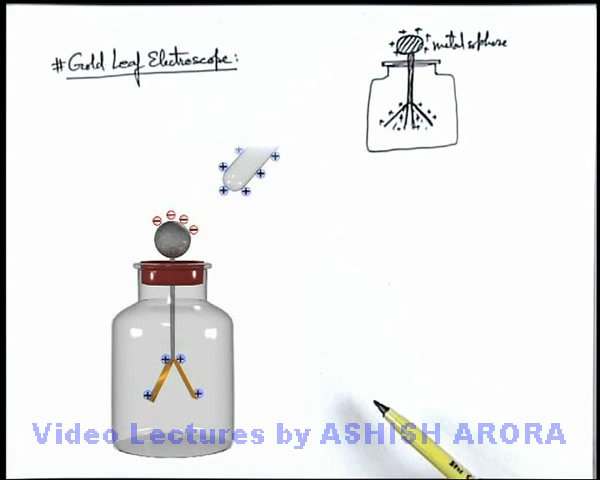 # Gold Leaf Electroscope:
metal sphere
Video Lectures by ASHISH ARORA